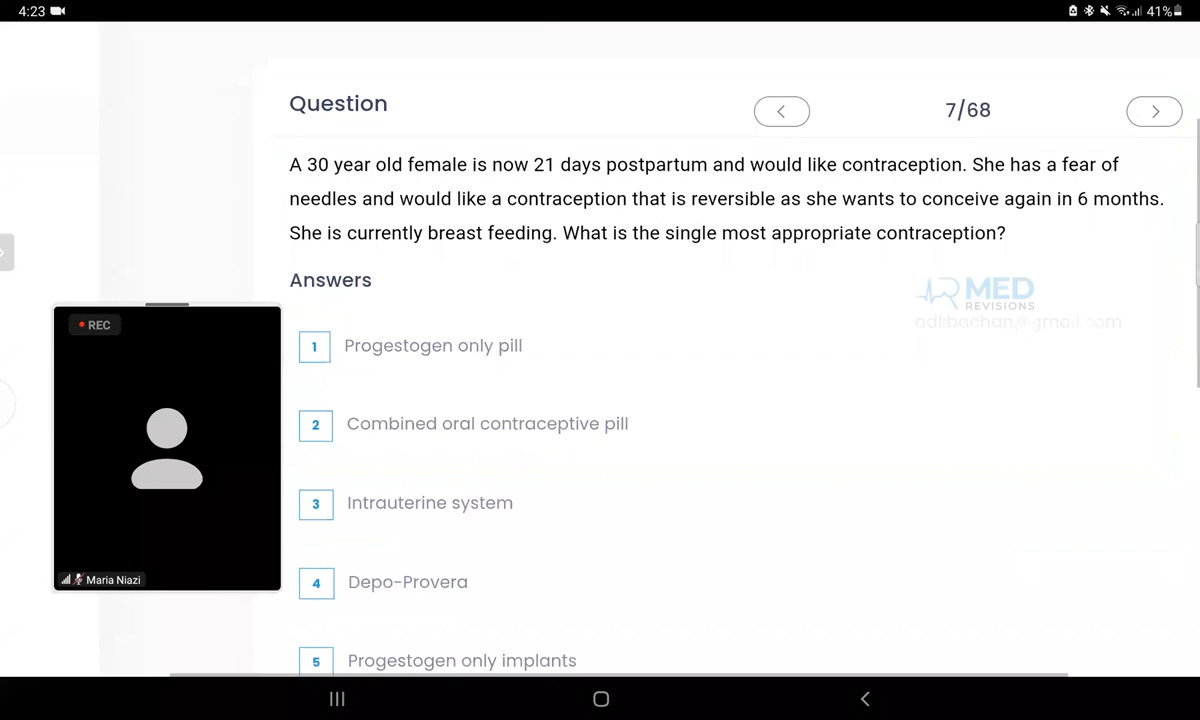 4:23
41%
Question
7/68
A 30 year old female is now 21 days postpartum and would like contraception. She has a fear of
needles and would like a contraception that is reversible as she wants to conceive again in 6 months.
She is currently breast feeding. What is the single most appropriate contraception?
Answers
MED
REVISIONS
adkbachan@gmail.com
REC
1 Progestogen only pill
2 Combined oral contraceptive pill
3 Intrauterine system
4 Depo-Provera
Maria Niazi
5 Progestogen only implants